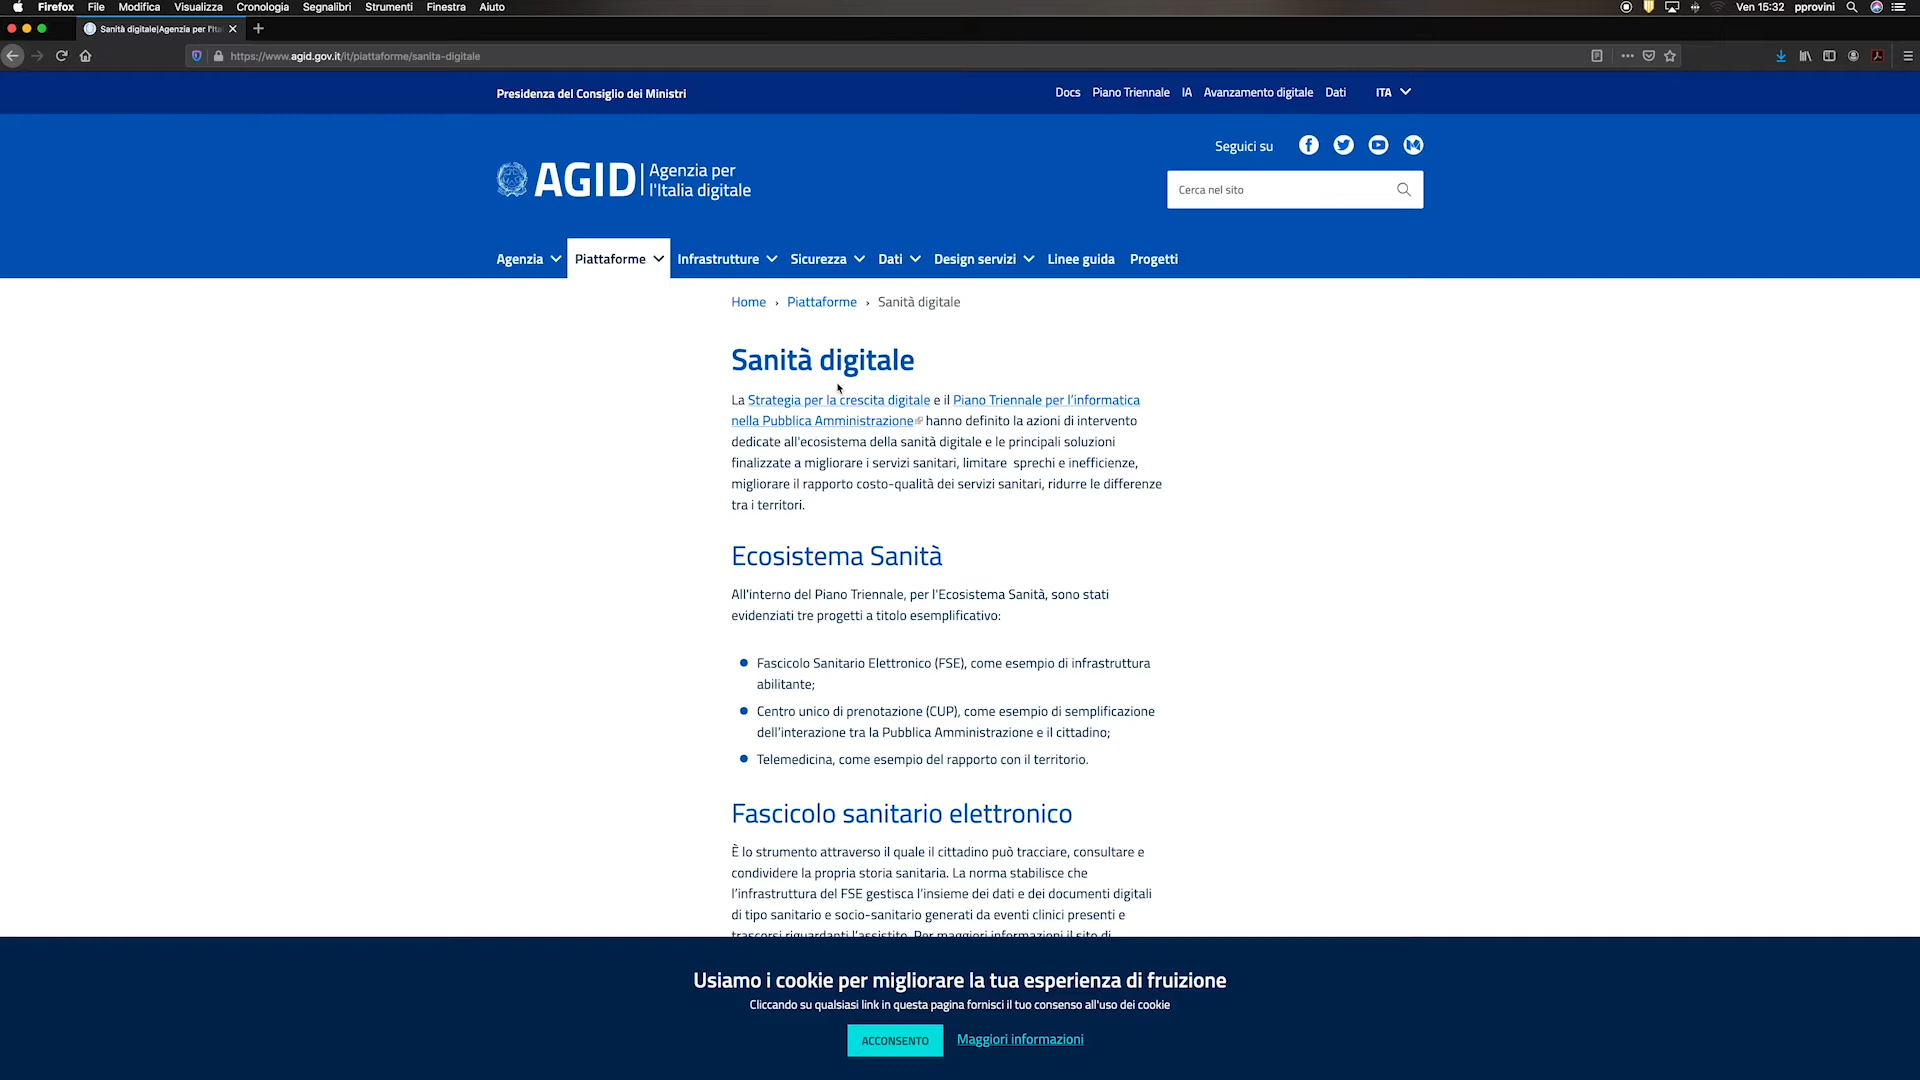 Firefox File Modifica Visualizza Cronologia Segnalibri Strumenti Finestra Aiuto Ven 15:32 pprovini
Sanità digitale|Agenzia per l'Ita
https://www.agid.gov.it/it/piattaforme/sanita-digitale
Presidenza del Consiglio dei Ministri
Docs Piano Triennale IA Avanzamento digitale Dati ITA
Seguici su
AGID Agenzia per
l'Italia digitale
Cerca nel sito
Agenzia Piattaforme Infrastrutture Sicurezza Dati Design servizi Linee guida Progetti
Home › Piattaforme › Sanità digitale
Sanità digitale
La Strategia per la crescita digitale e il Piano Triennale per l’informatica
nella Pubblica Amministrazione hanno definito la azioni di intervento
dedicate all'ecosistema della sanità digitale e le principali soluzioni
finalizzate a migliorare i servizi sanitari, limitare sprechi e inefficienze,
migliorare il rapporto costo-qualità dei servizi sanitari, ridurre le differenze
tra i territori.
Ecosistema Sanità
All'interno del Piano Triennale, per l'Ecosistema Sanità, sono stati
evidenziati tre progetti a titolo esemplificativo:
Fascicolo Sanitario Elettronico (FSE), come esempio di infrastruttura
abilitante;
Centro unico di prenotazione (CUP), come esempio di semplificazione
dell’interazione tra la Pubblica Amministrazione e il cittadino;
Telemedicina, come esempio del rapporto con il territorio.
Fascicolo sanitario elettronico
È lo strumento attraverso il quale il cittadino può tracciare, consultare e
condividere la propria storia sanitaria. La norma stabilisce che
l’infrastruttura del FSE gestisca l’insieme dei dati e dei documenti digitali
di tipo sanitario e socio-sanitario generati da eventi clinici presenti e
trascorsi riguardanti l’assistito. Per maggiori informazioni il sito di
Usiamo i cookie per migliorare la tua esperienza di fruizione
Cliccando su qualsiasi link in questa pagina fornisci il tuo consenso all'uso dei cookie
ACCONSENTO Maggiori informazioni